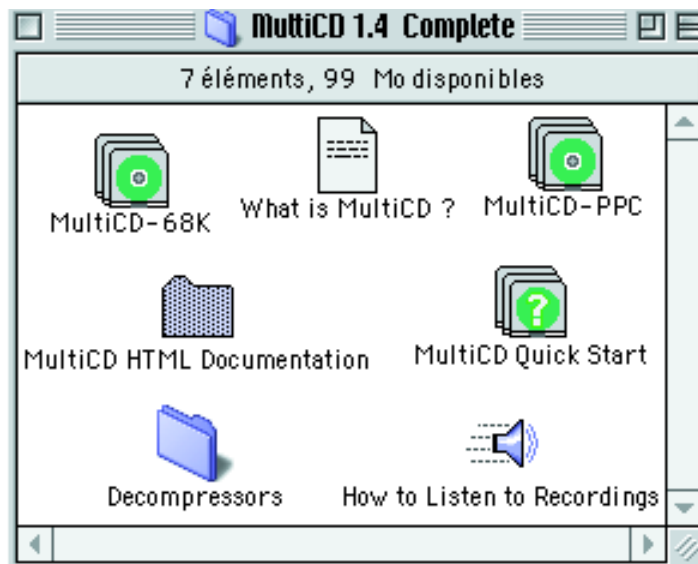 MultiCD 1.4 Complete
7 éléments, 99 Mo disponibles
MultiCD-68K
What is MultiCD ?
MultiCD-PPC
MultiCD HTML Documentation
MultiCD Quick Start
Decompressors
How to Listen to Recordings